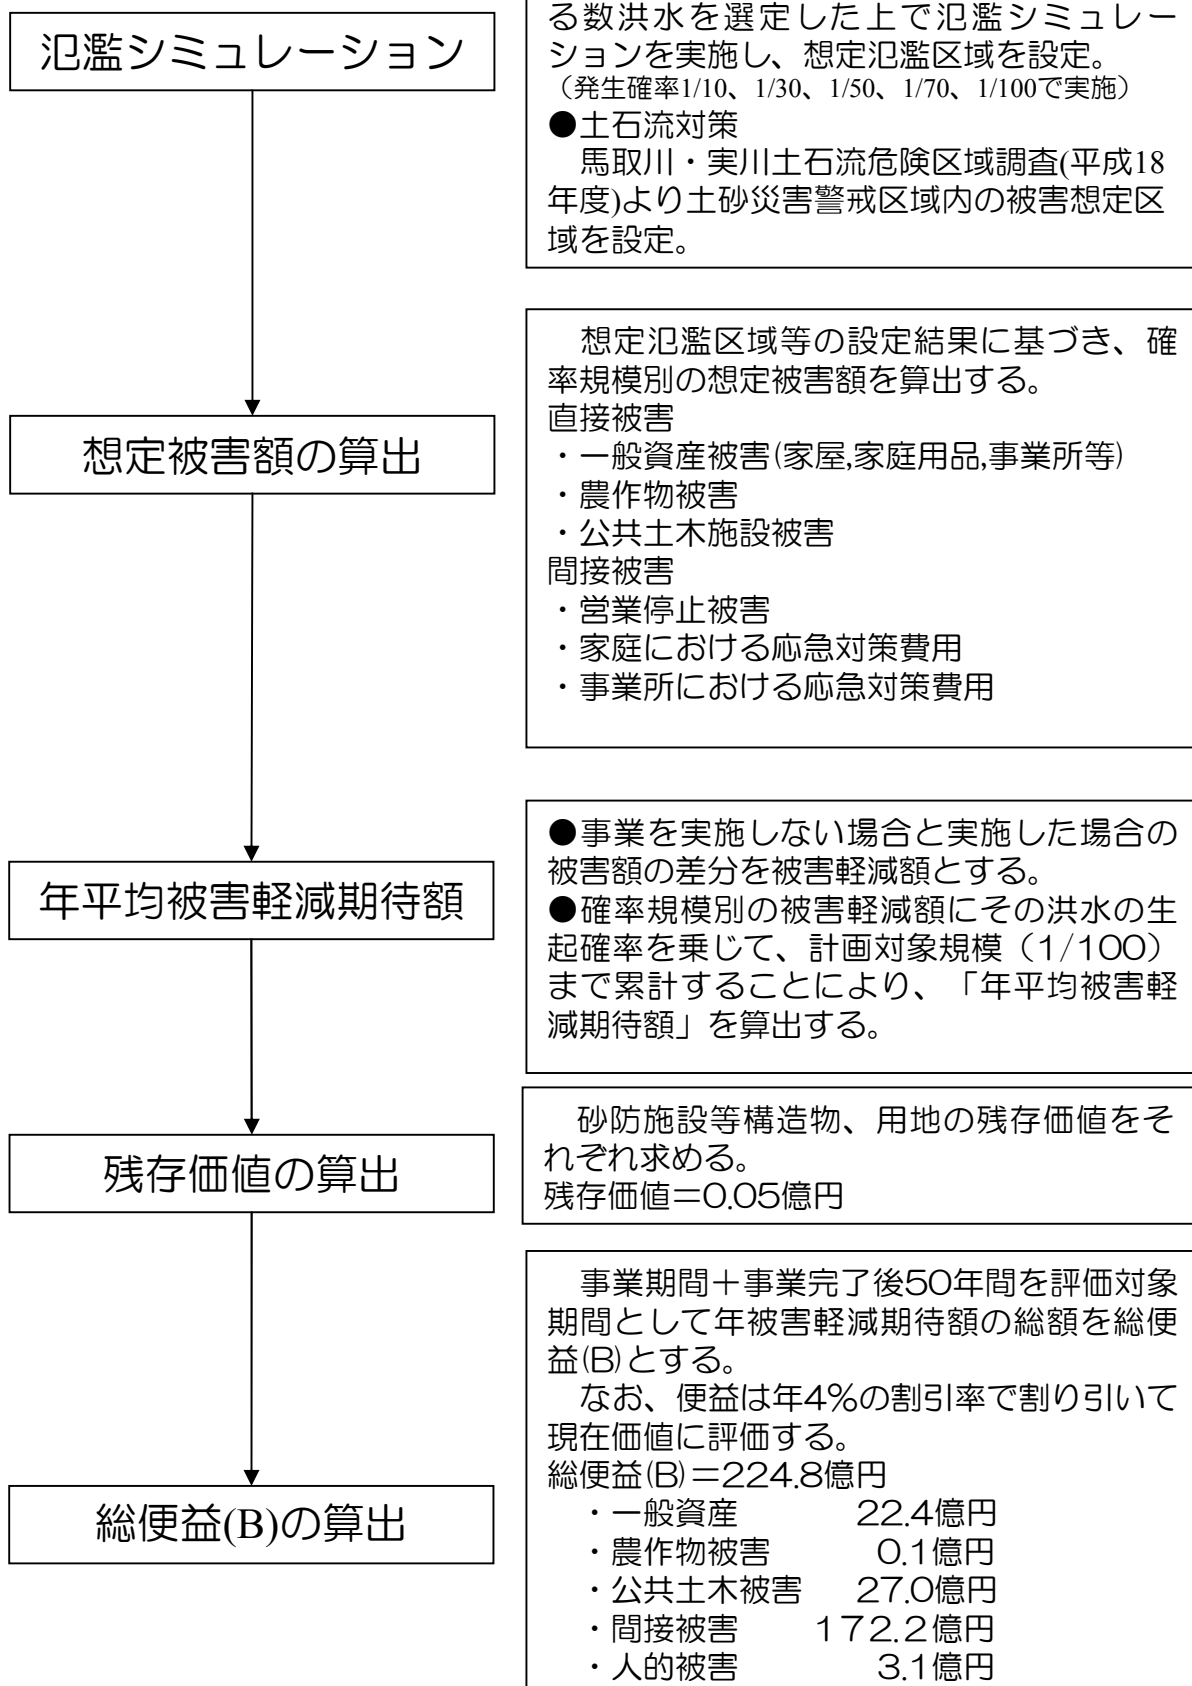 氾濫シミュレーション
る数洪水を選定した上で氾濫シミュレー
ションを実施し、想定氾濫区域を設定。
（発生確率1/10、1/30、1/50、1/70、1/100で実施）
●土石流対策
馬取川・実川土石流危険区域調査(平成18
年度)より土砂災害警戒区域内の被害想定区
域を設定。
想定被害額の算出
想定氾濫区域等の設定結果に基づき、確
率規模別の想定被害額を算出する。
直接被害
・一般資産被害(家屋,家庭用品,事業所等)
・農作物被害
・公共土木施設被害
間接被害
・営業停止被害
・家庭における応急対策費用
・事業所における応急対策費用
年平均被害軽減期待額
●事業を実施しない場合と実施した場合の
被害額の差分を被害軽減額とする。
●確率規模別の被害軽減額にその洪水の生
起確率を乗じて、計画対象規模（1/100）
まで累計することにより、「年平均被害軽
減期待額」を算出する。
残存価値の算出
砂防施設等構造物、用地の残存価値をそ
れぞれ求める。
残存価値＝0.05億円
総便益(B)の算出
事業期間＋事業完了後50年間を評価対象
期間として年被害軽減期待額の総額を総便
益(B)とする。
なお、便益は年4%の割引率で割り引いて
現在価値に評価する。
総便益(B)＝224.8億円
・一般資産 22.4億円
・農作物被害 0.1億円
・公共土木被害 27.0億円
・間接被害 １７２.２億円
・人的被害 3.1億円